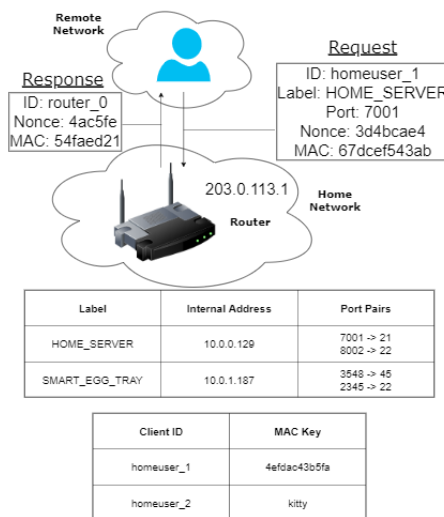 Remote
Network
Request
Response
ID: homeuser_1
Label: HOME_SERVER
Port: 7001
Nonce: 3d4bcae4
MAC: 67dcef543ab
ID: router_0
Nonce: 4ac5fe
MAC: 54faed21
203.0.113.1
Home
Network
Router
Label Internal Address Port Pairs
HOME_SERVER 10.0.0.129 7001 -> 21
8002 -> 22
SMART_EGG_TRAY 10.0.1.187 3548 -> 45
2345 -> 22
Client ID MAC Key
homeuser_1 4efdac43b5fa
homeuser_2 kitty